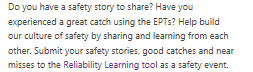 Do you have a safety story to share? Have you
experienced a great catch using the EPTs? Help build
our culture of safety by sharing and learning from each
other. Submit your safety stories, good catches and near
misses to the Reliability Learning tool as a safety event.